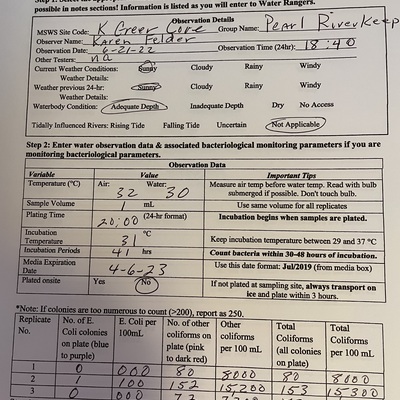 possible in notes sections! Information is listed as you will enter to Water Rangers.
Observation Details
MSWS Site Code: K Greer Cove Group Name: Pearl RiverKeep
Observer Name: Karen Felder
Observation Date: 6-21-22 Observation Time (24hr): 18:40
Other Testers: na
Current Weather Conditions: Sunny Cloudy Rainy Windy
Weather Details:
Weather previous 24-hr: Sunny Cloudy Rainy Windy
Weather Details:
Waterbody Condition: Adequate Depth Inadequate Depth Dry No Access
Tidally Influenced Rivers: Rising Tide Falling Tide Uncertain Not Applicable
Step 2: Enter water observation data & associated bacteriological monitoring parameters if you are
monitoring bacteriological parameters.
Observation Data
Variable Value Important Tips
Temperature (°C) Air: 32 Water: 30 Measure air temp before water temp. Read with bulb
submerged if possible. Don't touch bulb.
Sample Volume 1 mL Use same volume for all replicates
Plating Time 20:00 (24-hr format) Incubation begins when samples are plated.
Incubation
Temperature 31 °C Keep incubation temperature between 29 and 37 °C
Incubation Periods 41 hrs Count bacteria within 30-48 hours of incubation.
Media Expiration
Date 4-6-23 Use this date format: Jul/2019 (from media box)
Plated onsite Yes No If not plated at sampling site, always transport on
ice and plate within 3 hours.
*Note: If colonies are too numerous to count (>200), report as 250.
Replicate
No. No. of E.
Coli colonies
on plate (blue
to purple) E. Coli per
100mL No. of other
coliforms on
plate (pink
to dark red) Other
coliforms
per 100 mL Total
Coliforms
(all colonies
on plate) Total
Coliforms
per 100 mL
1 0 000 80 8000 80 8000
2 1 100 152 15,200 153 15300
3 0 000